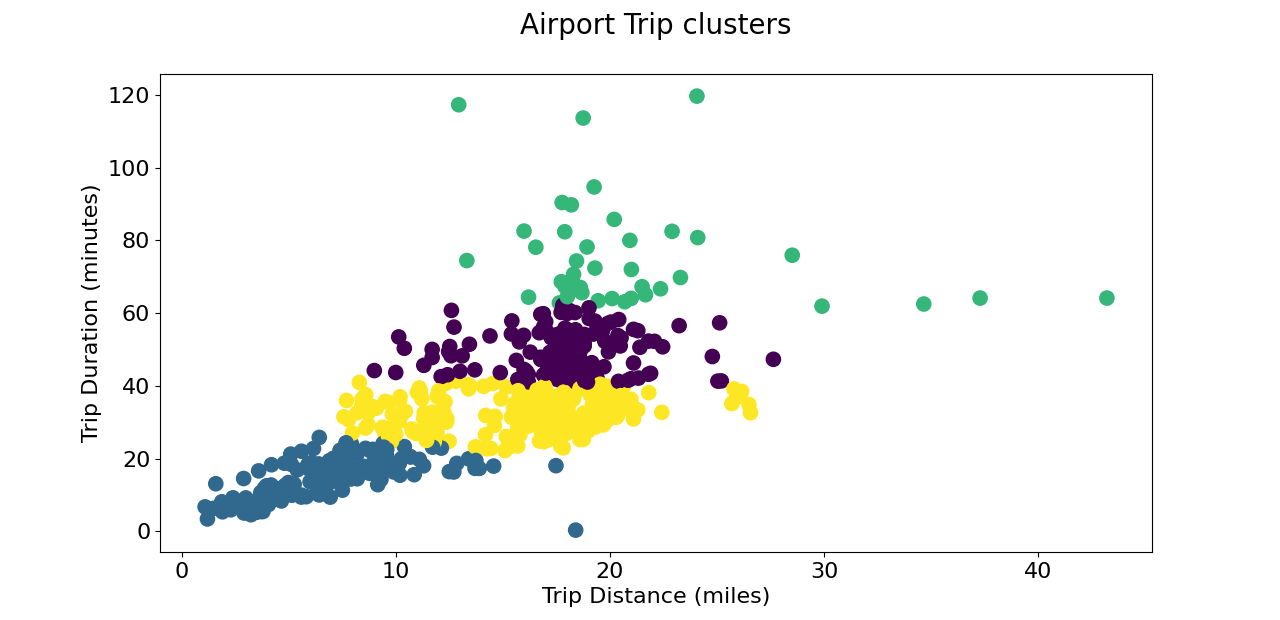 Airport Trip clusters
120
100
80
60
40
20
0
Trip Duration (minutes)
0 10 20 30 40
Trip Distance (miles)